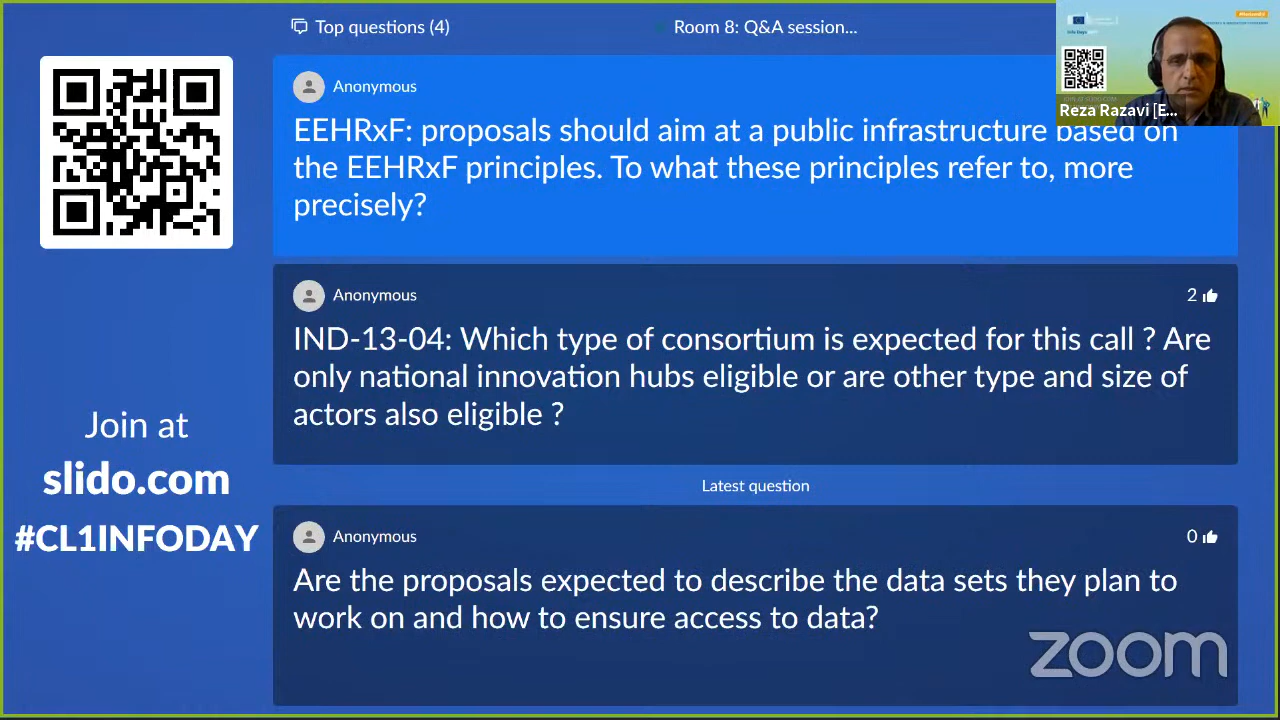 Top questions (4)
Room 8: Q&A session...
Anonymous
EEHRxF: proposals should aim at a public infrastructure based on
the EEHRxF principles. To what these principles refer to, more
precisely?
Reza Razavi [E...
Anonymous
2
IND-13-04: Which type of consortium is expected for this call ? Are
only national innovation hubs eligible or are other type and size of
actors also eligible ?
Join at
slido.com
#CL1INFODAY
Latest question
Anonymous
0
Are the proposals expected to describe the data sets they plan to
work on and how to ensure access to data?
zoom